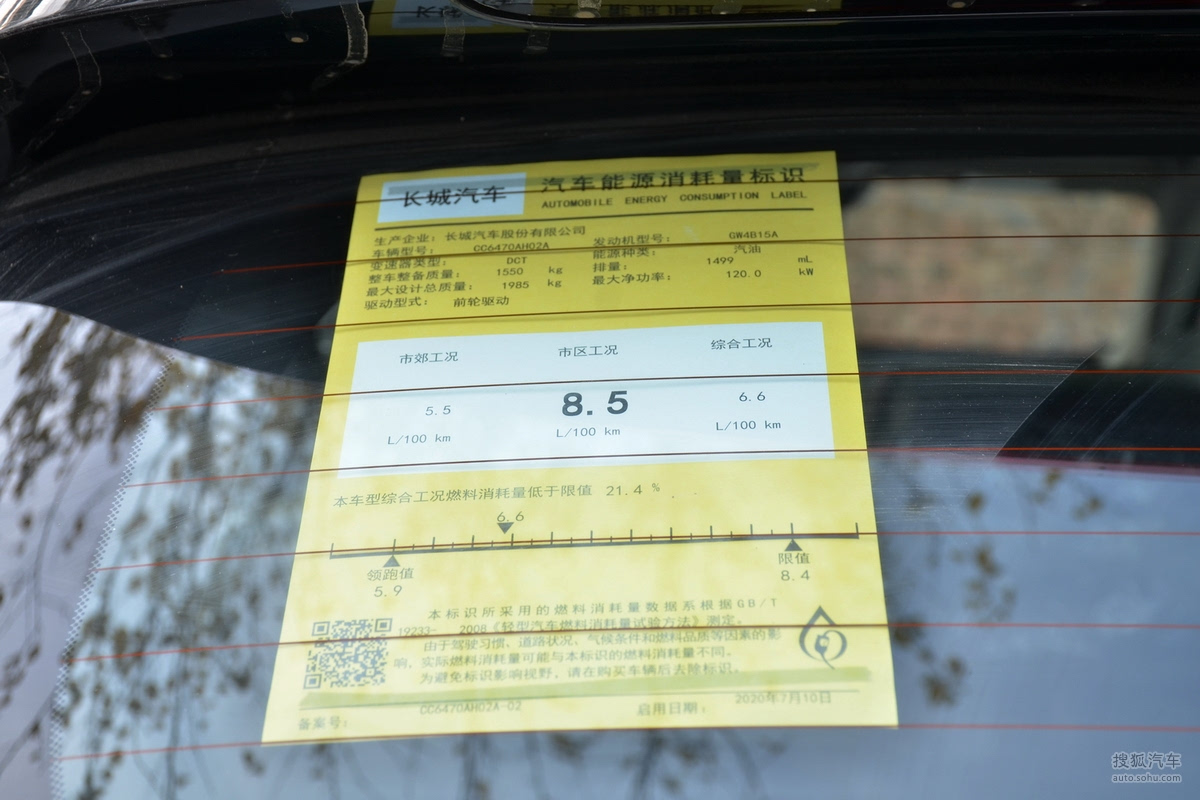 长城汽车
汽车能源消耗量标识
AUTOMOBILE ENERGY CONSUMPTION LABEL
生产企业: 长城汽车股份有限公司
车辆型号: CC6470AH02A
发动机型号: GW4B15A
变速器类型: DCT
能源种类: 汽油
整车整备质量: 1550 kg
排量: 1499 mL
最大设计总质量: 1985 kg
最大净功率: 120.0 kW
驱动型式: 前轮驱动
市郊工况 市区工况 综合工况
5.5 8.5 6.6
L/100 km L/100 km L/100 km
本车型综合工况燃料消耗量低于限值 21.4 %
6.6
领跑值 限值
5.9 8.4
本标识所采用的燃料消耗量数据系根据GB/T
19233- 2008《轻型汽车燃料消耗量试验方法》测定。
由于驾驶习惯、道路状况、气候条件和燃料品质等因素的影
响, 实际燃料消耗量可能与本标识的燃料消耗量不同。
为避免标识影响视野, 请在购买车辆后去除标识。
备案号: CC6470AH02A-02 启用日期: 2020年7月10日
搜狐汽车
auto.sohu.com